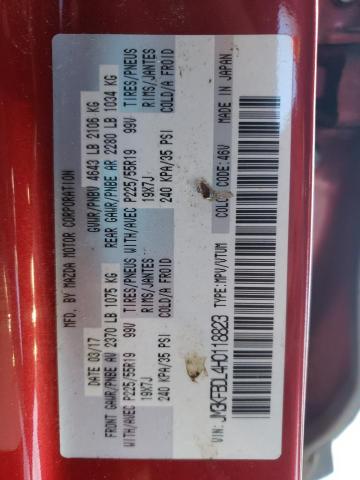 MFD. BY MAZDA MOTOR CORPORATION
DATE 03/17 GWVR/PNBV 4643 LB 2106 KG
FRONT GAWR/PNBE AV 2370 LB 1075 KG REAR GAWR/PNBE AR 2280 LB 1034 KG
WITH/AVEC P225/55R19 99V TIRES/PNEUS WITH/AVEC P225/55R19 99V TIRES/PNEUS
19X7J RIMS/JANTES 19X7J RIMS/JANTES
240 KPA/35 PSI COLD/A FROID 240 KPA/35 PSI COLD/A FROID
MADE IN JAPAN
COLOR CODE:46V
TYPE:MPV/VTUM
VIN: JM3KFBDL4H0118823